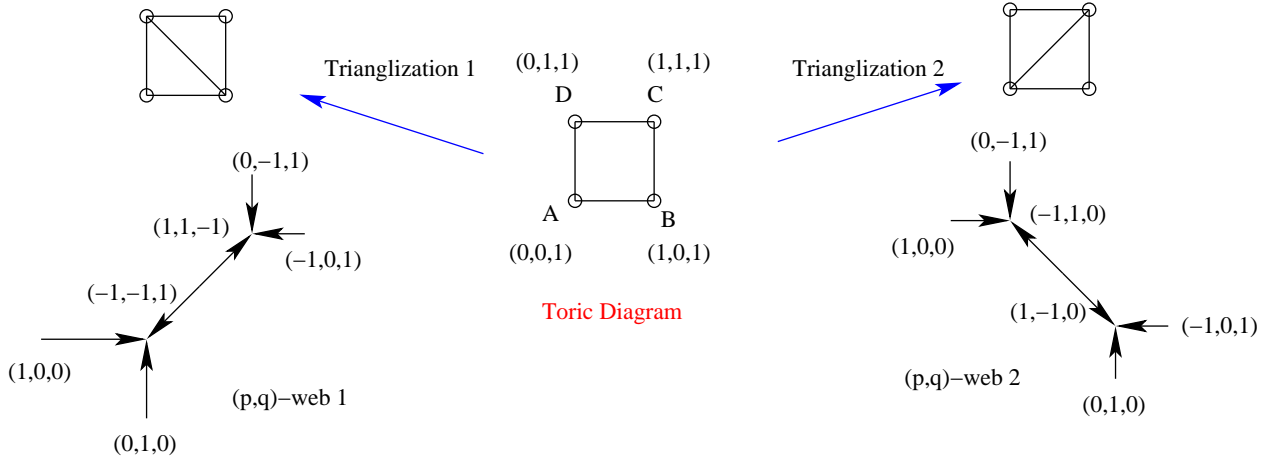 (0,1,1) (1,1,1)
Trianglization 1
Trianglization 2
D C
(0,−1,1)
(0,−1,1)
A B
(1,1,−1)
(−1,1,0)
(0,0,1) (1,0,1)
(−1,0,1)
(1,0,0)
(−1,−1,1)
Toric Diagram
(1,−1,0)
(−1,0,1)
(1,0,0)
(p,q)−web 1
(p,q)−web 2
(0,1,0)
(0,1,0)